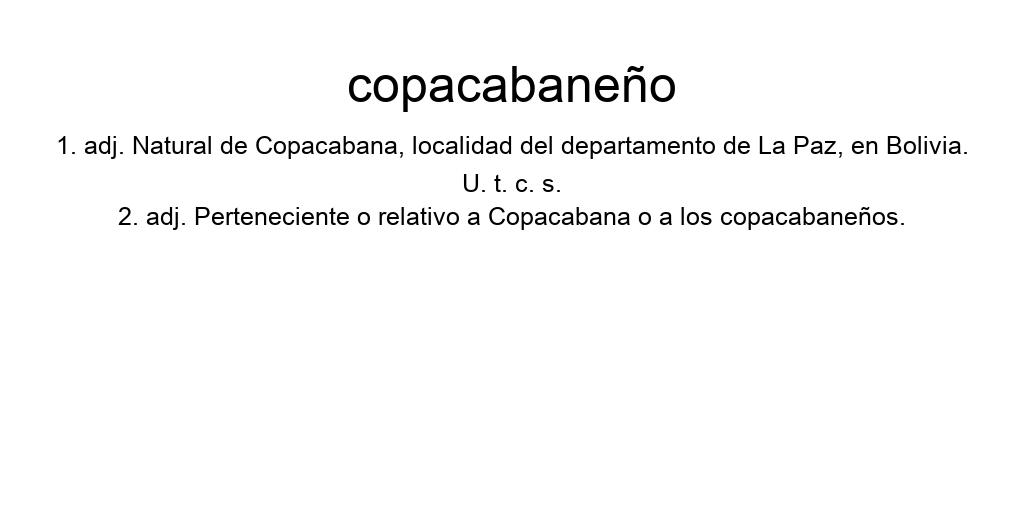 copacabaneño
1. adj. Natural de Copacabana, localidad del departamento de La Paz, en Bolivia.
U. t. c. s.
2. adj. Perteneciente o relativo a Copacabana o a los copacabaneños.